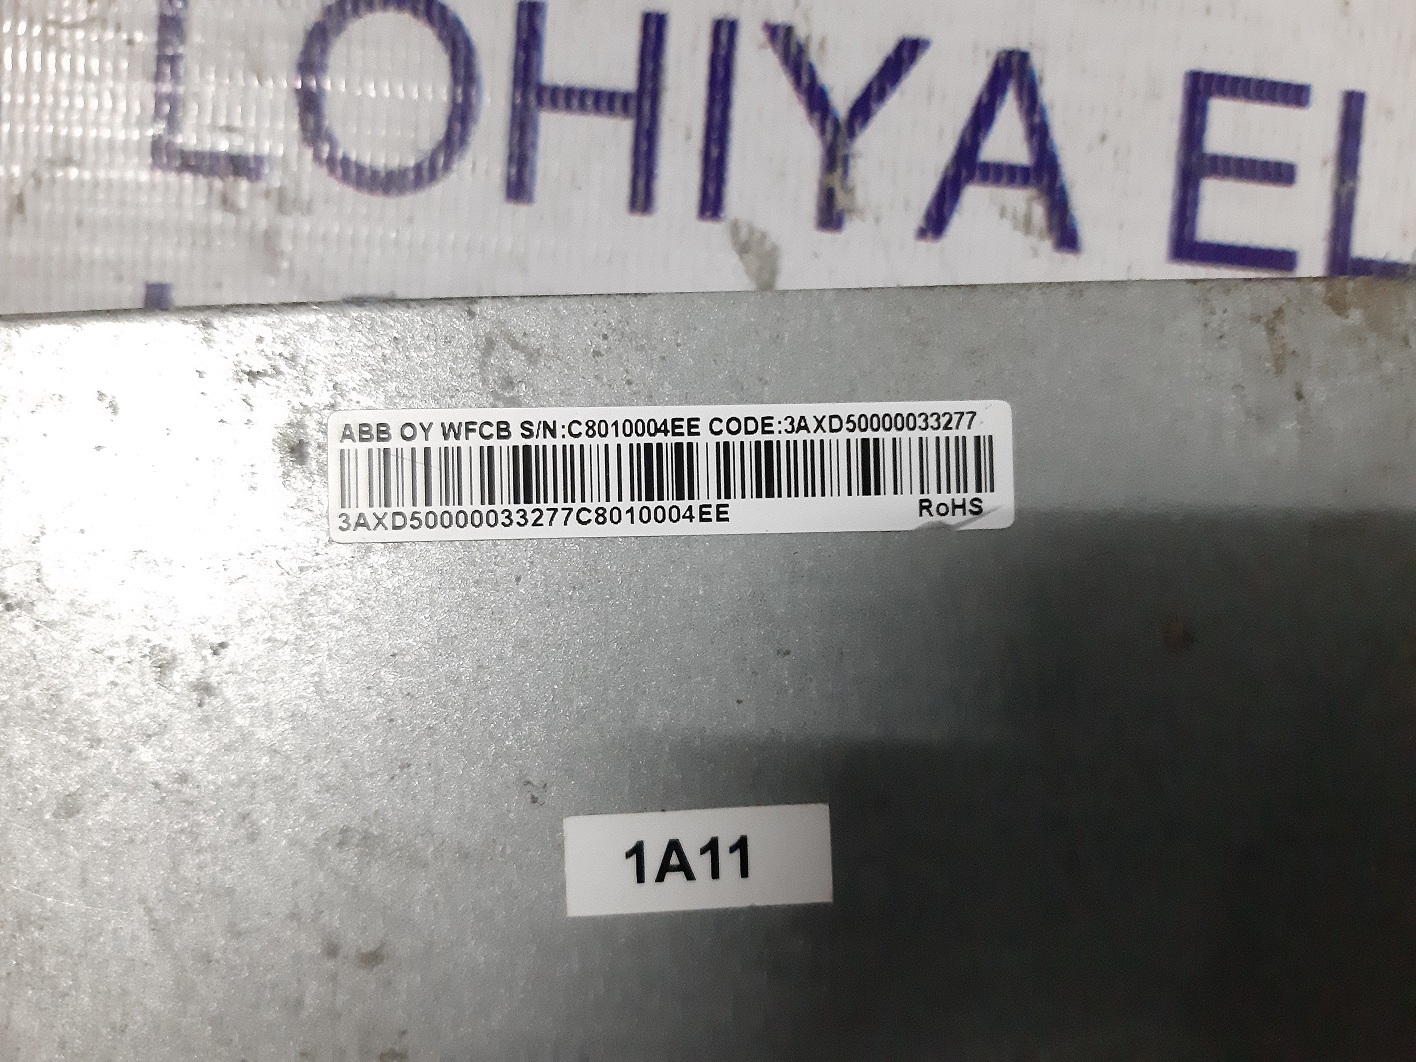 LOHIYA EL
ABB OY WFCB S/N:C8010004EE CODE:3AXD50000033277
3AXD50000033277C8010004EE
RoHS
1A11